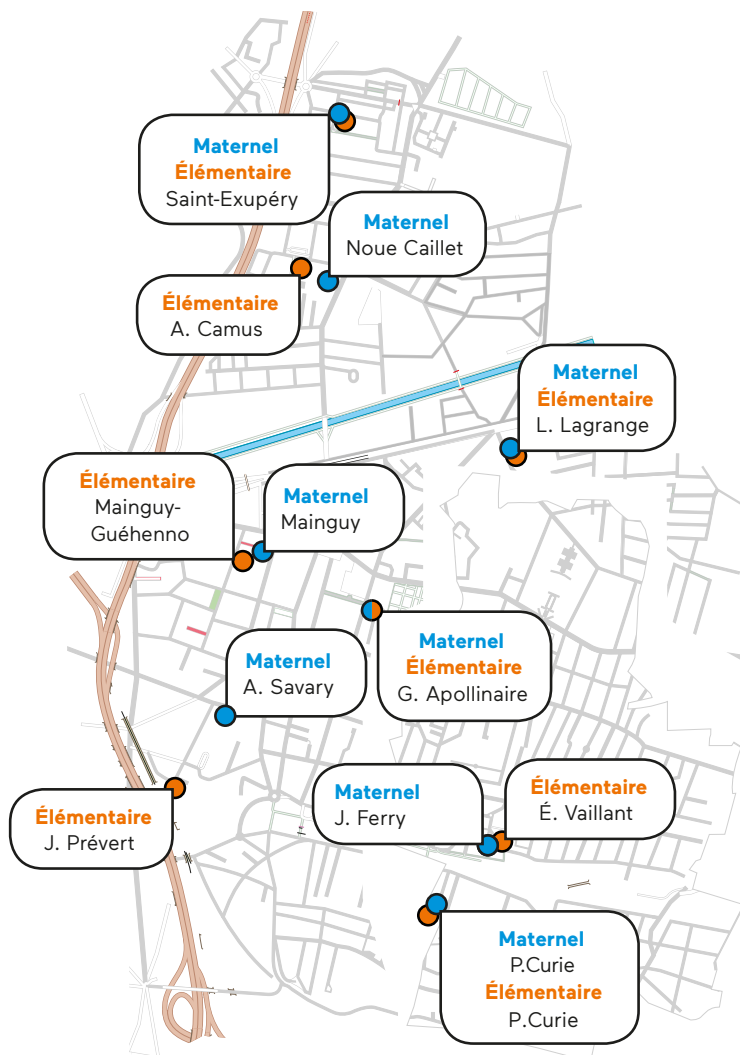 Maternel
Élémentaire
Saint-Exupéry
Maternel
Noue Caillet
Élémentaire
A. Camus
Maternel
Élémentaire
L. Lagrange
Élémentaire
Mainguy-
Guéhenno
Maternel
Mainguy
Maternel
Élémentaire
G. Apollinaire
Maternel
A. Savary
Maternel
J. Ferry
Élémentaire
É. Vaillant
Élémentaire
J. Prévert
Maternel
P.Curie
Élémentaire
P.Curie